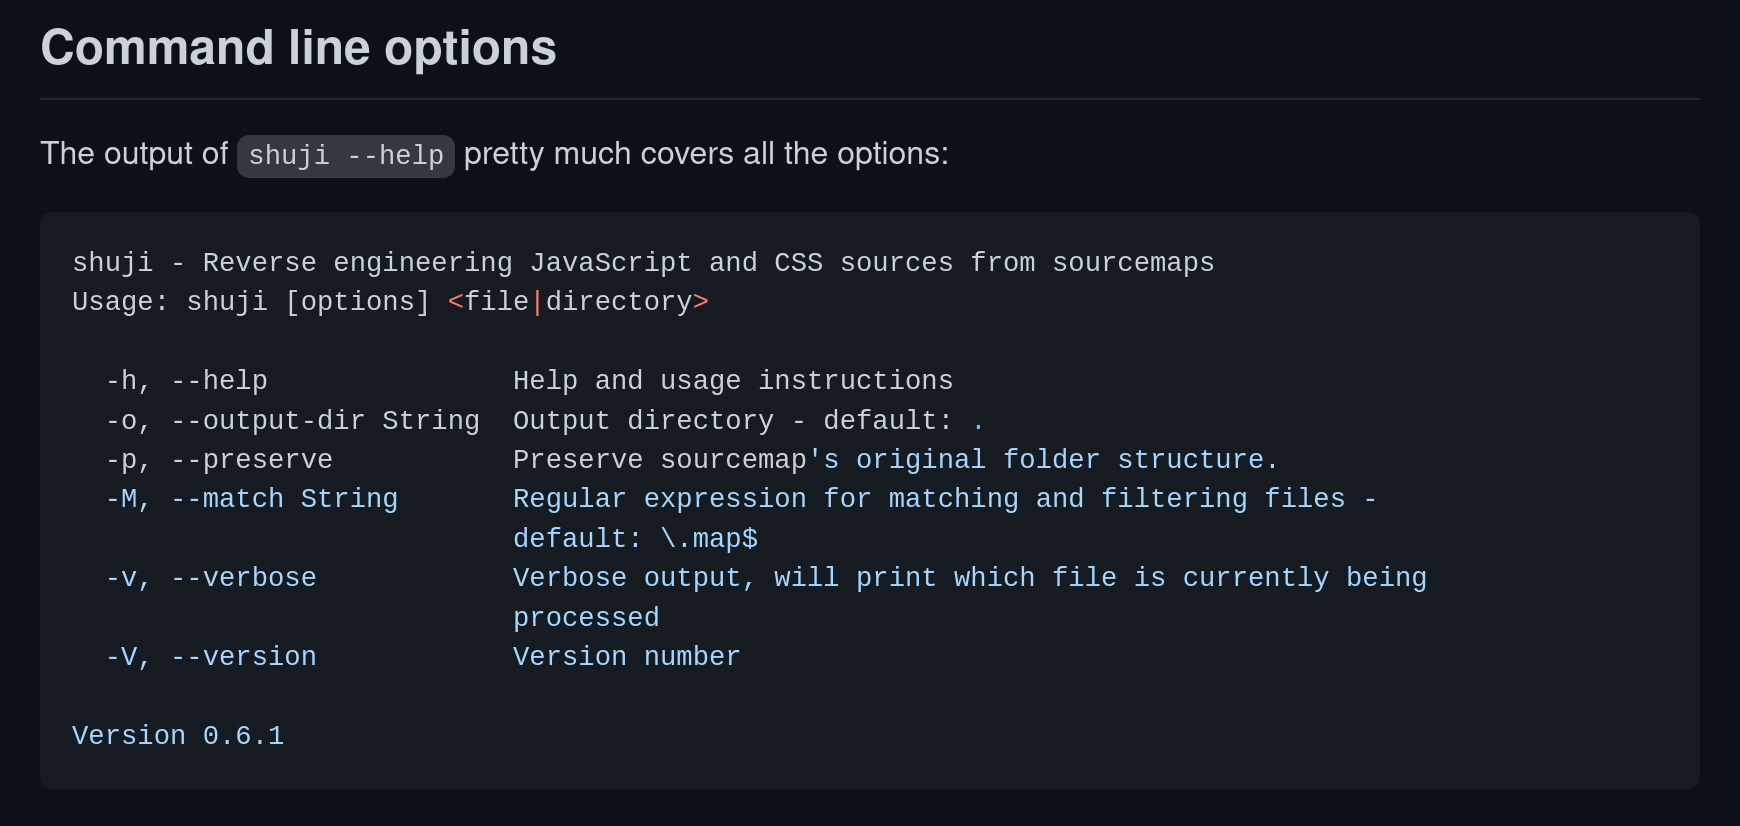 Command line options
The output of shuji --help pretty much covers all the options:
shuji - Reverse engineering JavaScript and CSS sources from sourcemaps
Usage: shuji [options] <file|directory>
-h, --help Help and usage instructions
-o, --output-dir String Output directory - default: .
-p, --preserve Preserve sourcemap's original folder structure.
-M, --match String Regular expression for matching and filtering files -
default: \.map$
-v, --verbose Verbose output, will print which file is currently being
processed
-V, --version Version number
Version 0.6.1